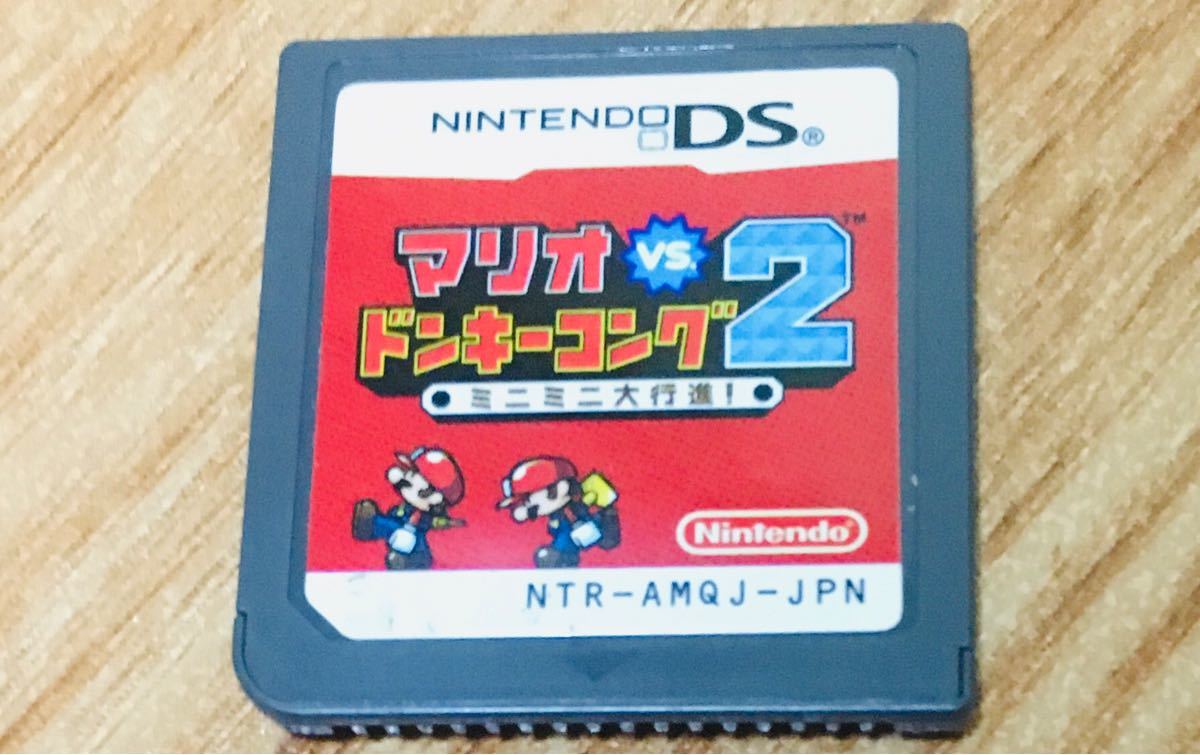 NINTENDO DS®
マリオ VS. 2™
ドンキーコング
ミニミニ大行進!
Nintendo®
NTR-AMQJ-JPN